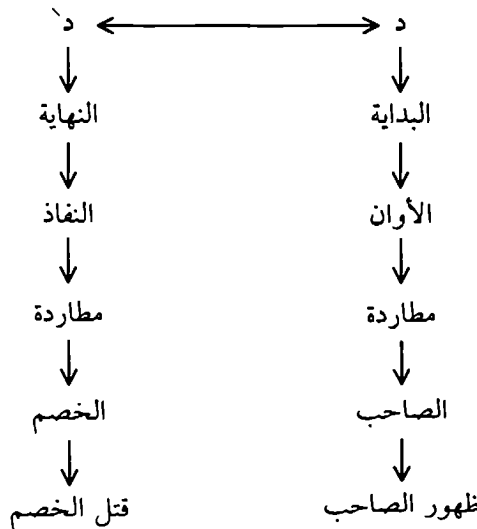 د د`
البداية النهاية
الأوان النفاذ
مطاردة مطاردة
الصاحب الخصم
ظهور الصاحب قتل الخصم